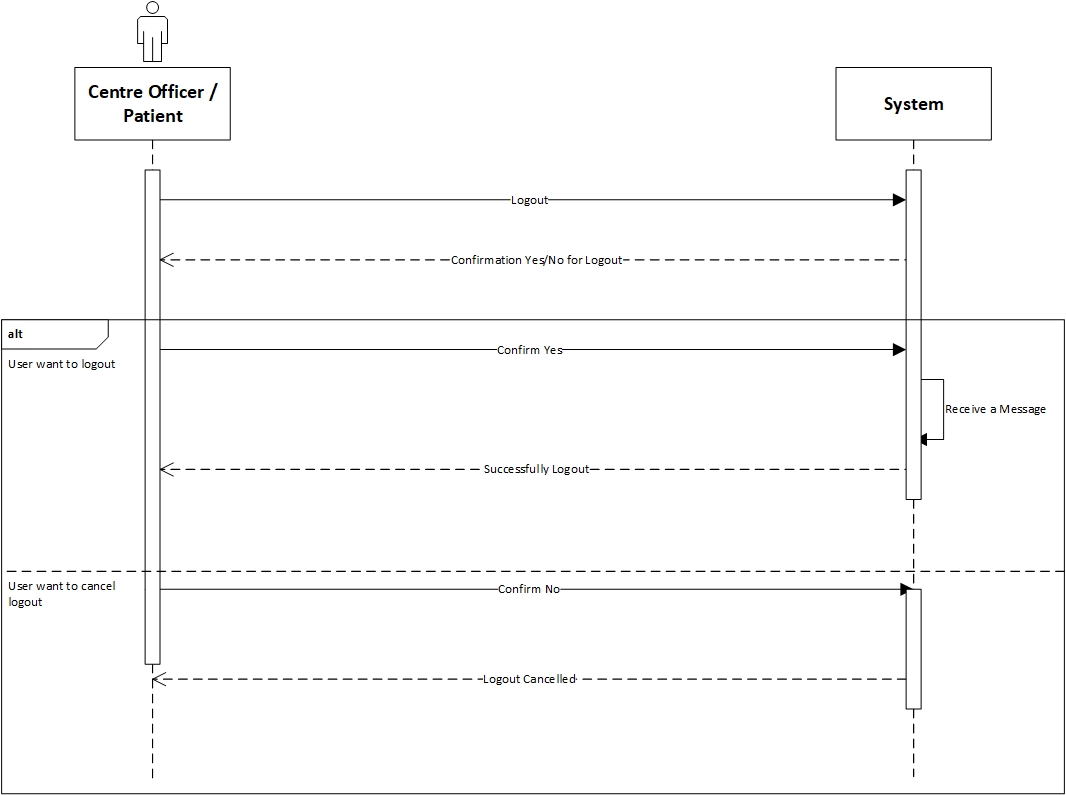 Centre Officer /
Patient
System
Logout
Confirmation Yes/No for Logout
alt
User want to logout
Confirm Yes
Receive a Message
Successfully Logout
User want to cancel
logout
Confirm No
Logout Cancelled